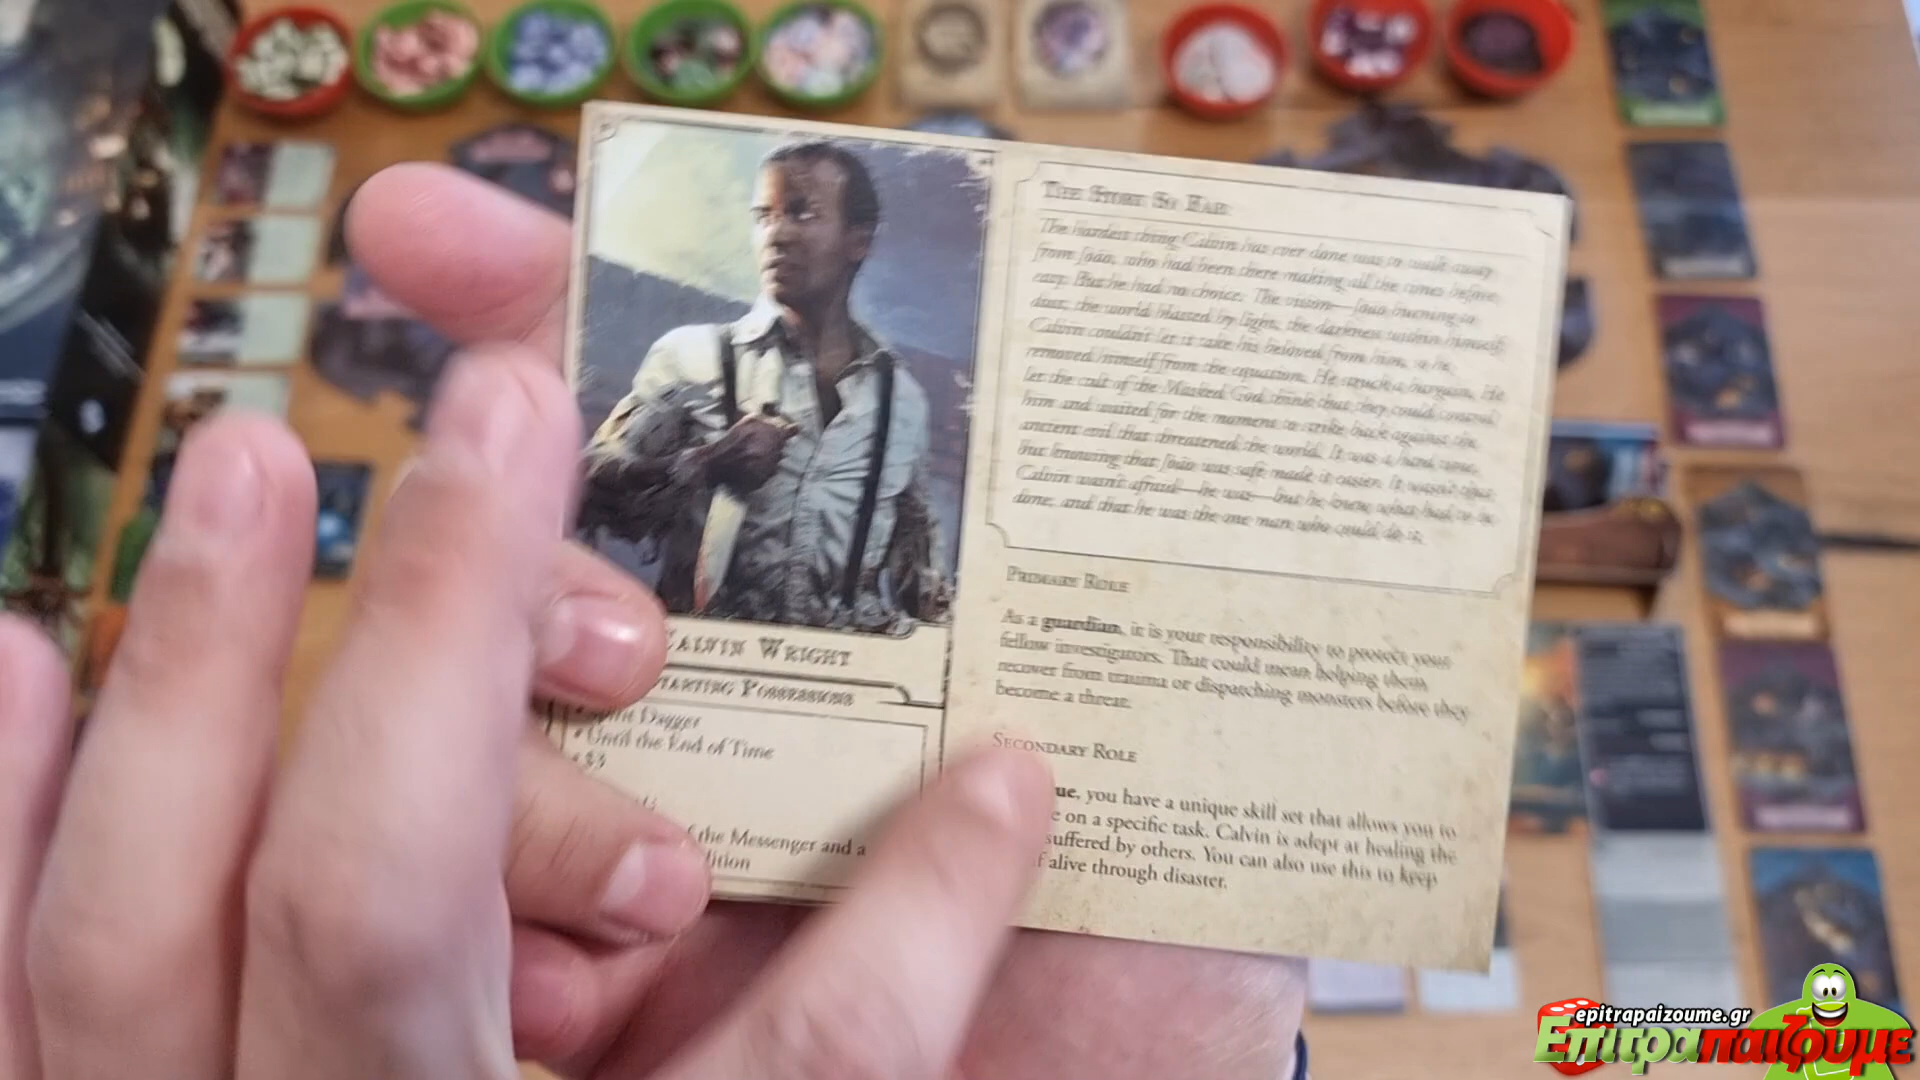 THE STORY SO FAR
The hardest thing Calvin has ever done was to walk away
from João, who had been there making all the ones before
easy. But he had no choice. The vision—João burning to
dust, the world blasted by light, the darkness within himself.
Calvin couldn't let it take his beloved from him, so he
removed himself from the equation. He struck a bargain. He
let the cult of the Masked God think that they could control
him and waited for the moment to strike back against the
ancient evil that threatened the world. It was a hard time,
but knowing that João was safe made it easier. It wasn't that
Calvin wasn't afraid—he was—but he knew what had to be
done, and that he was the one man who could do it.
PRIMARY ROLE
As a guardian, it is your responsibility to protect your
fellow investigators. That could mean helping them
recover from trauma or dispatching monsters before they
become a threat.
SECONDARY ROLE
you have a unique skill set that allows you to
on a specific task. Calvin is adept at healing the
suffered by others. You can also use this to keep
alive through disaster.
CALVIN WRIGHT
STARTING POSSESSIONS
• Spirit Dagger
• Until the End of Time
the Messenger and a
epitrapaizoume.gr
Επιτραπαιζουμε